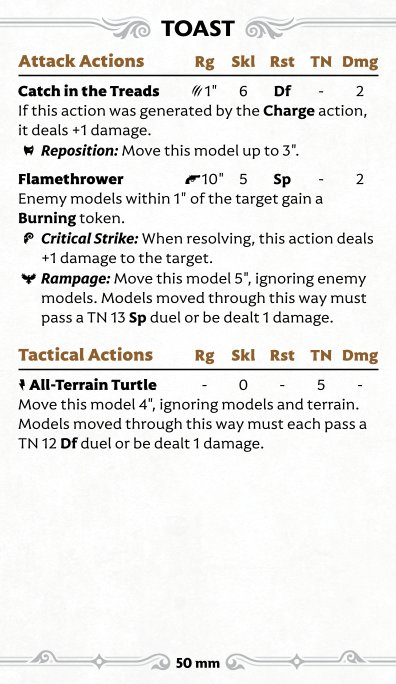 TOAST
Attack Actions Rg Skl Rst TN Dmg
Catch in the Treads 1" 6 Df - 2
If this action was generated by the Charge action,
it deals +1 damage.
Reposition: Move this model up to 3".
Flamethrower 10" 5 Sp - 2
Enemy models within 1" of the target gain a
Burning token.
Critical Strike: When resolving, this action deals
+1 damage to the target.
Rampage: Move this model 5", ignoring enemy
models. Models moved through this way must
pass a TN 13 Sp duel or be dealt 1 damage.
Tactical Actions Rg Skl Rst TN Dmg
All-Terrain Turtle - 0 - 5 -
Move this model 4", ignoring models and terrain.
Models moved through this way must each pass a
TN 12 Df duel or be dealt 1 damage.
50 mm